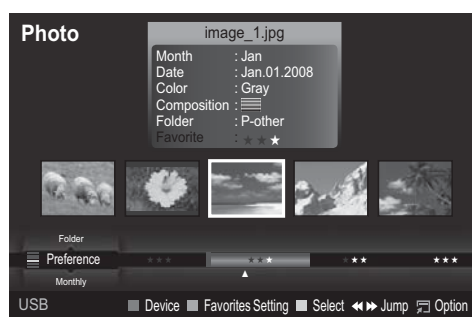 Photo
image_1.jpg
Month : Jan
Date : Jan.01.2008
Color : Gray
Composition :
Folder : P-other
Favorite : ★ ★ ★
Folder
Preference ★★★ ★★★ ★★★ ★★★
Monthly
USB Device Favorites Setting Select Jump Option